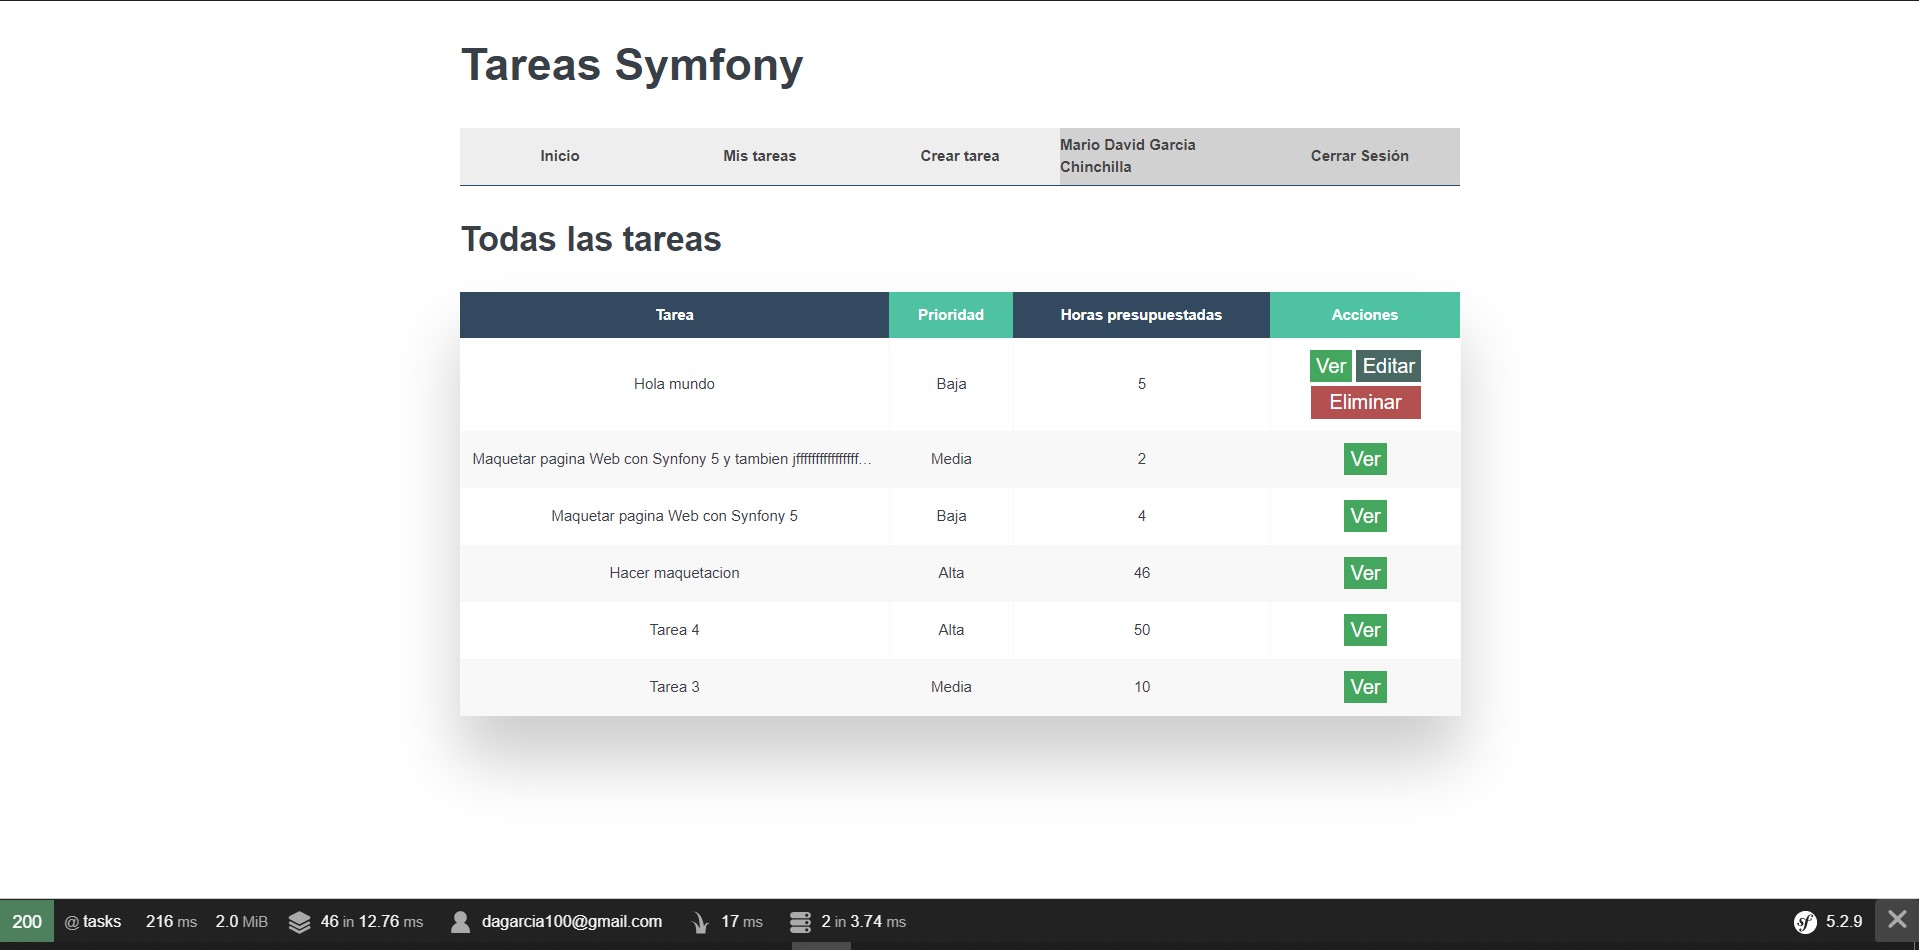 Tareas Symfony
Inicio Mis tareas Crear tarea Mario David Garcia Chinchilla Cerrar Sesión
Todas las tareas
Tarea Prioridad Horas presupuestadas Acciones
Hola mundo Baja 5 Ver Editar
Eliminar
Maquetar pagina Web con Synfony 5 y tambien jffffffffffffffff... Media 2 Ver
Maquetar pagina Web con Synfony 5 Baja 4 Ver
Hacer maquetacion Alta 46 Ver
Tarea 4 Alta 50 Ver
Tarea 3 Media 10 Ver
200 @ tasks 216 ms 2.0 MiB 46 in 12.76 ms dagarcia100@gmail.com 17 ms 2 in 3.74 ms sf 5.2.9